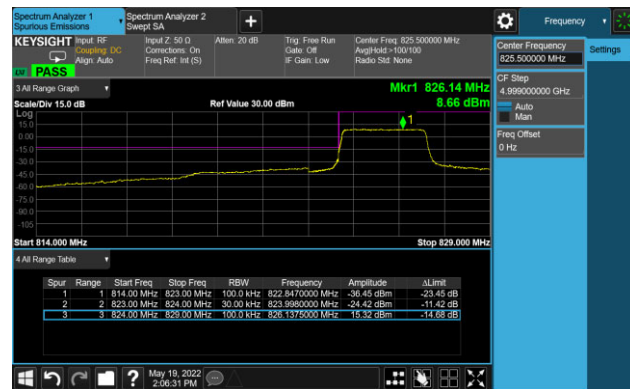 Spectrum Analyzer 1
Spurious Emissions
Spectrum Analyzer 2
Swept SA
Frequency
KEYSIGHT
Input: RF
Coupling: DC
Align: Auto
Input Z: 50 Ω
Corrections: On
Freq Ref: Int (S)
Atten: 20 dB
Trig: Free Run
Gate: Off
IF Gain: Low
Center Freq: 825.500000 MHz
Avg|Hold:>100/100
Radio Std: None
LW PASS
Center Frequency
825.500000 MHz
Settings
CF Step
4.999000000 GHz
Auto
Man
Freq Offset
0 Hz
3 All Range Graph
Mkr1 826.14 MHz
8.66 dBm
Scale/Div 15.0 dB
Ref Value 30.00 dBm
Log
15.0
0.00
-15.0
-30.0
-45.0
-60.0
-75.0
-90.0
-105
1
Start 814.000 MHz
Stop 829.000 MHz
4 All Range Table
Spur Range Start Freq Stop Freq RBW Frequency Amplitude ΔLimit
1 1 814.00 MHz 823.00 MHz 100.0 kHz 822.8470000 MHz -36.45 dBm -23.45 dB
2 2 823.00 MHz 824.00 MHz 30.00 kHz 823.9980000 MHz -24.42 dBm -11.42 dB
3 3 824.00 MHz 829.00 MHz 100.0 kHz 826.1375000 MHz 15.32 dBm -14.68 dB
?
May 19, 2022
2:06:31 PM